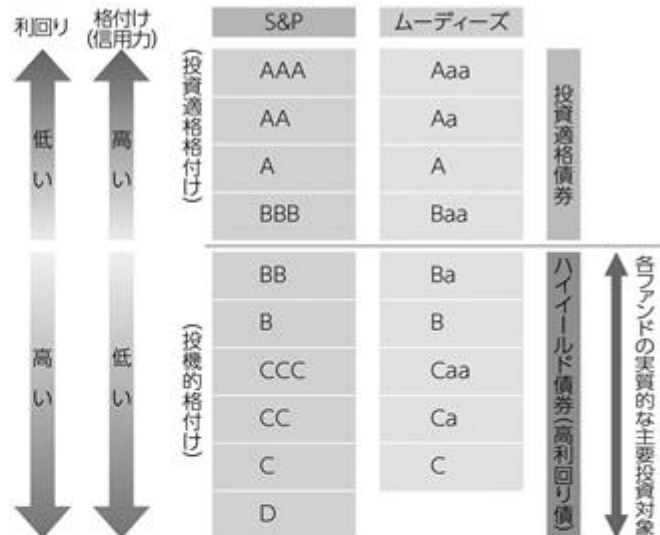 利回り
格付け
(信用力)
S&P
ムーディーズ
低い
高い
(投資適格格付け)
AAA
Aaa
AA
Aa
A
A
BBB
Baa
投資適格債券
高い
低い
(投機的格付け)
BB
Ba
B
B
CCC
Caa
CC
Ca
C
C
D
ハイイールド債券(高利回り債)
各ファンドの実質的な主要投資対象